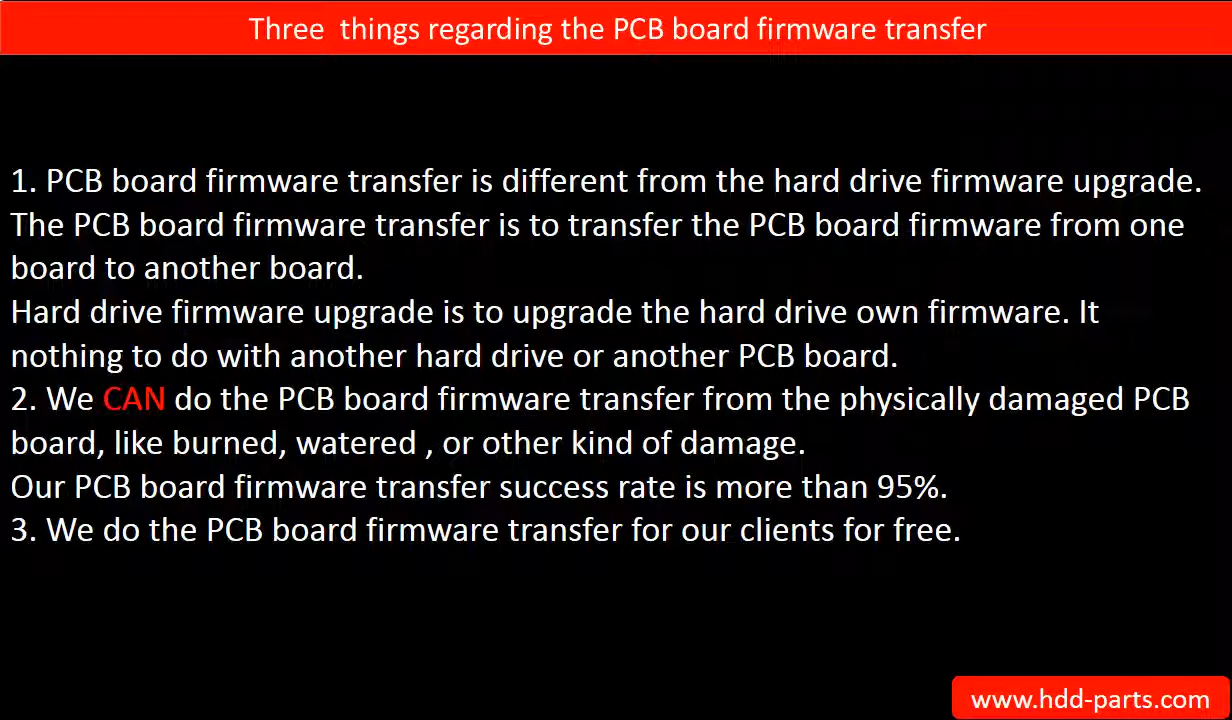 Three  things regarding the PCB board firmware transfer
1. PCB board firmware transfer is different from the hard drive firmware upgrade.
The PCB board firmware transfer is to transfer the PCB board firmware from one
board to another board.
Hard drive firmware upgrade is to upgrade the hard drive own firmware. It
nothing to do with another hard drive or another PCB board.
2. We CAN do the PCB board firmware transfer from the physically damaged PCB
board, like burned, watered , or other kind of damage.
Our PCB board firmware transfer success rate is more than 95%.
3. We do the PCB board firmware transfer for our clients for free.
www.hdd-parts.com